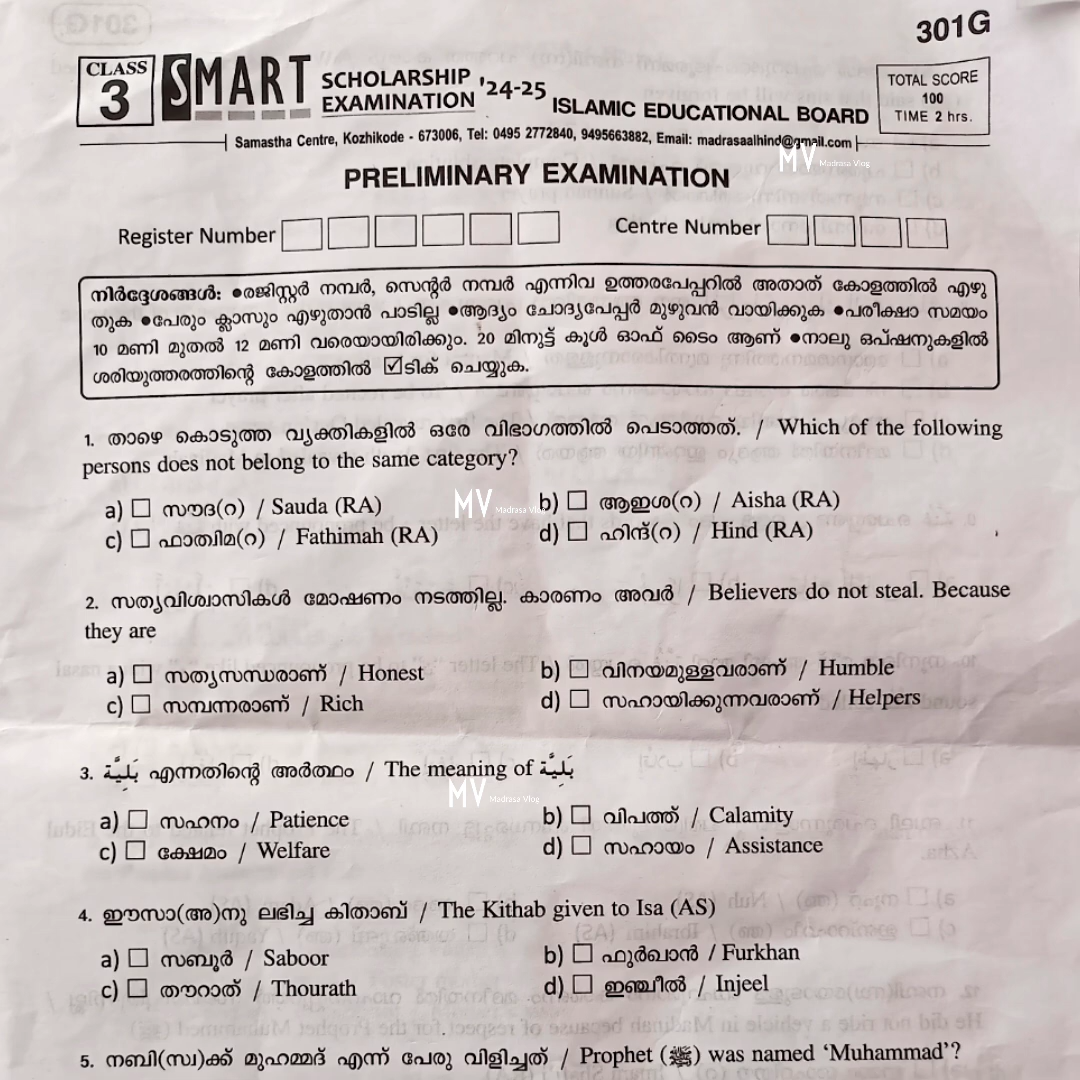 301G
CLASS 3 SMART SCHOLARSHIP EXAMINATION '24-25 ISLAMIC EDUCATIONAL BOARD
TOTAL SCORE
100
TIME 2 hrs.
Samastha Centre, Kozhikode - 673006, Tel: 0495 2772840, 9495663882, Email: madrasaalhind@gmail.com
MV Madrasa Vlog
PRELIMINARY EXAMINATION
Register Number Centre Number
നിർദ്ദേശങ്ങൾ: ●രജിസ്റ്റർ നമ്പർ, സെന്റർ നമ്പർ എന്നിവ ഉത്തരപേപ്പറിൽ അതാത് കോളത്തിൽ എഴു
തുക ●പേരും ക്ലാസും എഴുതാൻ പാടില്ല ●ആദ്യം ചോദ്യപേപ്പർ മുഴുവൻ വായിക്കുക ●പരീക്ഷാ സമയം
10 മണി മുതൽ 12 മണി വരെയായിരിക്കും. 20 മിനുട്ട് കൂൾ ഓഫ് ടൈം ആണ് ●നാലു ഒപ്ഷനുകളിൽ
ശരിയുത്തരത്തിന്റെ കോളത്തിൽ ☑ടിക് ചെയ്യുക.
1. താഴെ കൊടുത്ത വ്യക്തികളിൽ ഒരേ വിഭാഗത്തിൽ പെടാത്തത്. / Which of the following
persons does not belong to the same category?
a) ☐ സൗദ(റ) / Sauda (RA) b) ☐ ആഇശ(റ) / Aisha (RA)
MV Madrasa Vlog
c) ☐ ഫാത്വിമ(റ) / Fathimah (RA) d) ☐ ഹിന്ദ്(റ) / Hind (RA)
2. സത്യവിശ്വാസികൾ മോഷണം നടത്തില്ല. കാരണം അവർ / Believers do not steal. Because
they are
a) ☐ സത്യസന്ധരാണ് / Honest b) ☐ വിനയമുള്ളവരാണ് / Humble
c) ☐ സമ്പന്നരാണ് / Rich d) ☐ സഹായിക്കുന്നവരാണ് / Helpers
3. بَلِيَّة എന്നതിന്റെ അർത്ഥം / The meaning of بَلِيَّة
MV Madrasa Vlog
a) ☐ സഹനം / Patience b) ☐ വിപത്ത് / Calamity
c) ☐ ക്ഷേമം / Welfare d) ☐ സഹായം / Assistance
4. ഈസാ(അ)നു ലഭിച്ച കിതാബ് / The Kithab given to Isa (AS)
a) ☐ സബൂർ / Saboor b) ☐ ഫുർഖാൻ / Furkhan
c) ☐ തൗറാത് / Thourath d) ☐ ഇഞ്ചീൽ / Injeel
5. നബി(സ്വ)ക്ക് മുഹമ്മദ് എന്ന് പേരു വിളിച്ചത് / Prophet (ﷺ) was named ‘Muhammad’?